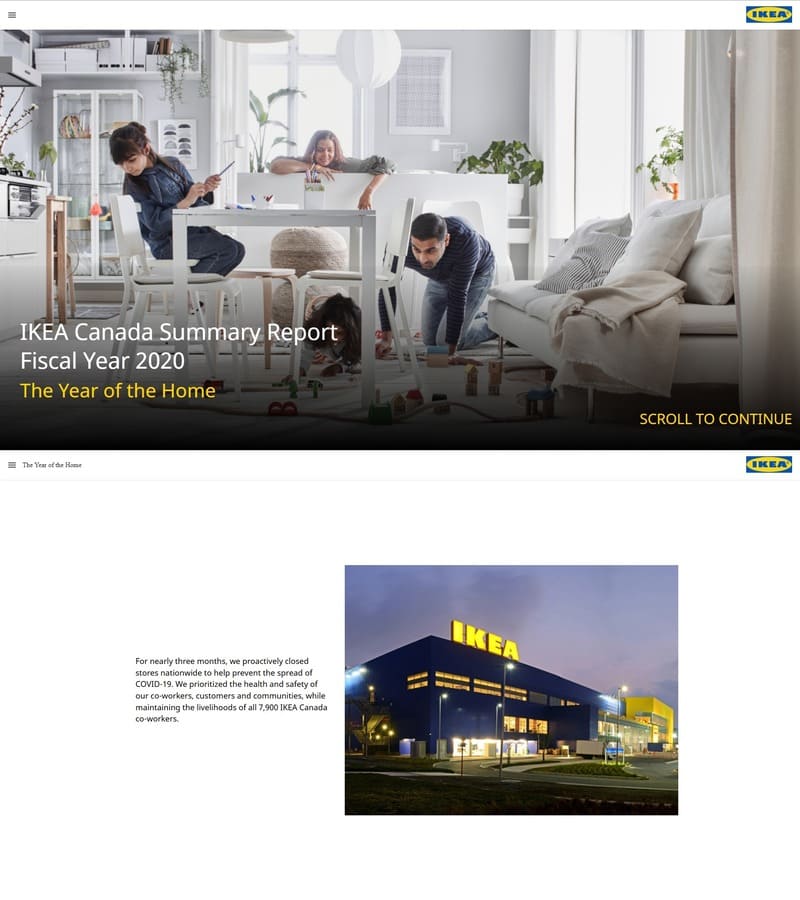 IKEA
IKEA Canada Summary Report
Fiscal Year 2020
The Year of the Home
SCROLL TO CONTINUE
The Year of the Home
IKEA
IKEA
For nearly three months, we proactively closed
stores nationwide to help prevent the spread of
COVID-19. We prioritized the health and safety of
our co-workers, customers and communities, while
maintaining the livelihoods of all 7,900 IKEA Canada
co-workers.